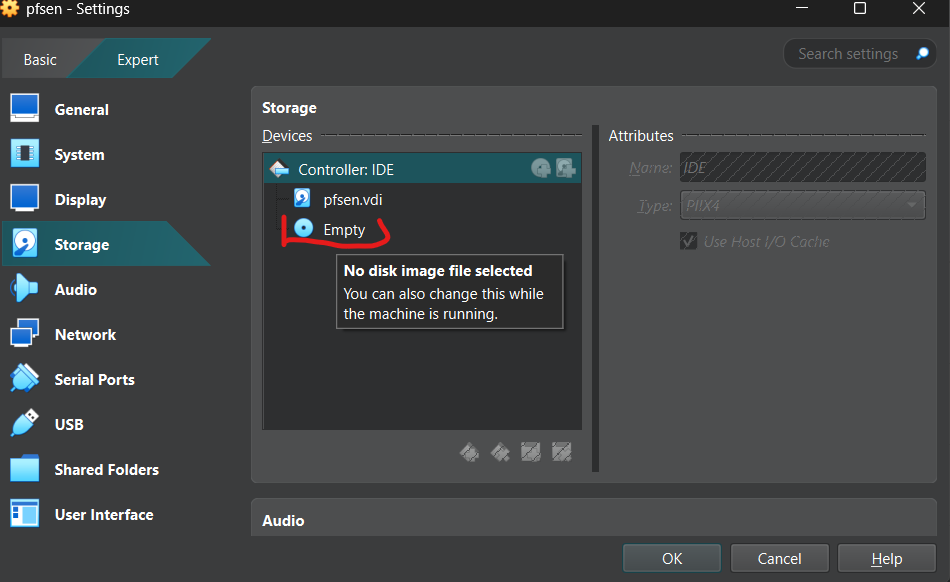 pfsen - Settings
Basic
Expert
Search settings
General
System
Display
Storage
Audio
Network
Serial Ports
USB
Shared Folders
User Interface
Storage
Devices
Controller: IDE
pfsen.vdi
Empty
No disk image file selected
You can also change this while
the machine is running.
Attributes
Name: IDE
Type: PIIX4
Use Host I/O Cache
Audio
OK
Cancel
Help